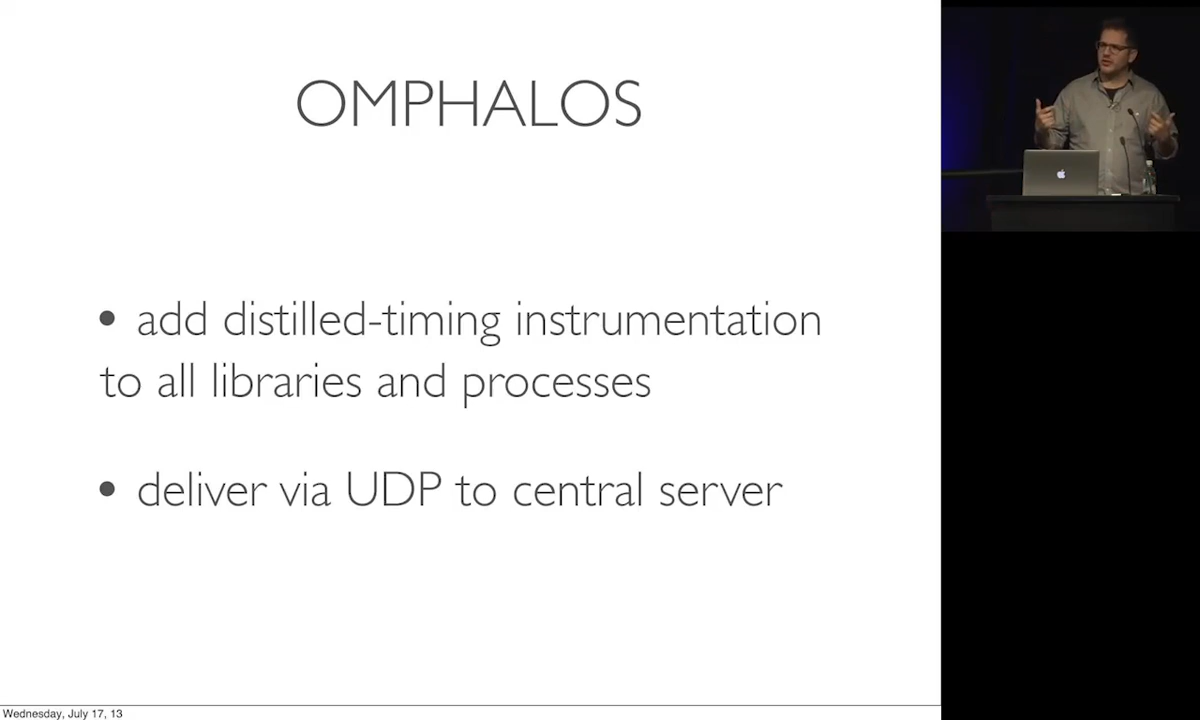 OMPHALOS
• add distilled-timing instrumentation
to all libraries and processes
• deliver via UDP to central server
Wednesday, July 17, 13